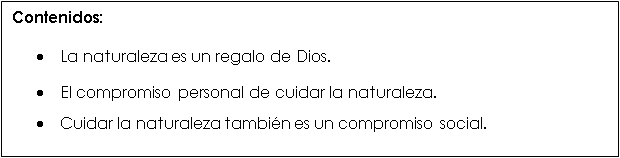 Contenidos:
• La naturaleza es un regalo de Dios.
• El compromiso personal de cuidar la naturaleza.
• Cuidar la naturaleza también es un compromiso social.